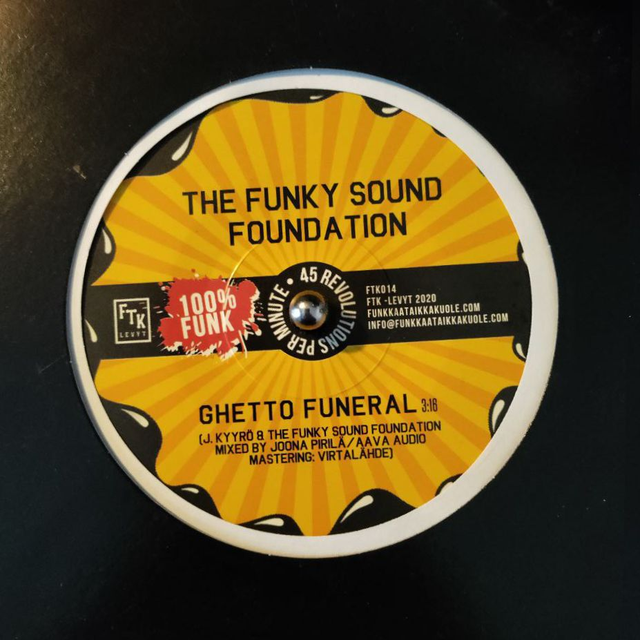 THE FUNKY SOUND
FOUNDATION
FTK
LEVYT
100%
FUNK
45 REVOLUTIONS PER MINUTE •
FTK014
FTK -LEVYT 2020
FUNKKAATAIKKAKUOLE.COM
INFO@FUNKKAATAIKKAKUOLE.COM
GHETTO FUNERAL 3:16
(J. KYYRÖ & THE FUNKY SOUND FOUNDATION
MIXED BY JOONA PIRILÄ/AAVA AUDIO
MASTERING: VIRTALÄHDE)